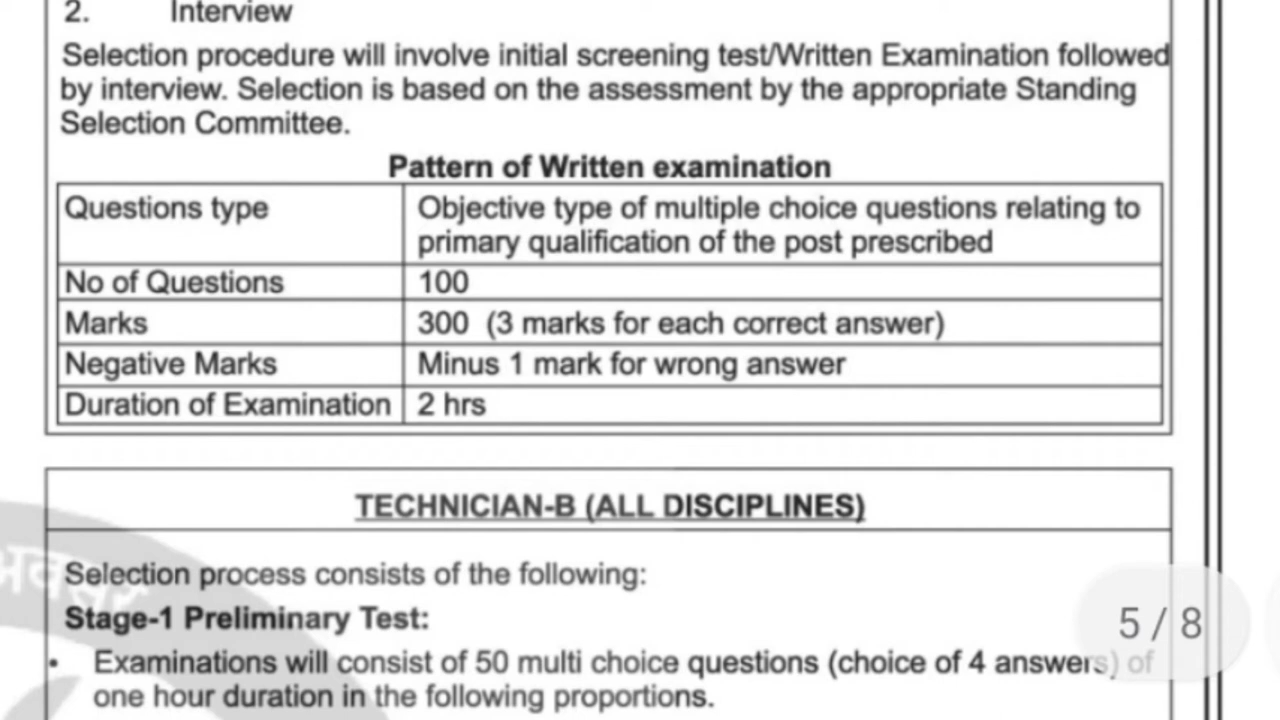 2. Interview
Selection procedure will involve initial screening test/Written Examination followed
by interview. Selection is based on the assessment by the appropriate Standing
Selection Committee.
Pattern of Written examination
Questions type Objective type of multiple choice questions relating to
primary qualification of the post prescribed
No of Questions 100
Marks 300 (3 marks for each correct answer)
Negative Marks Minus 1 mark for wrong answer
Duration of Examination 2 hrs
TECHNICIAN-B (ALL DISCIPLINES)
Selection process consists of the following:
Stage-1 Preliminary Test:
5 / 8
• Examinations will consist of 50 multi choice questions (choice of 4 answers) of
one hour duration in the following proportions.